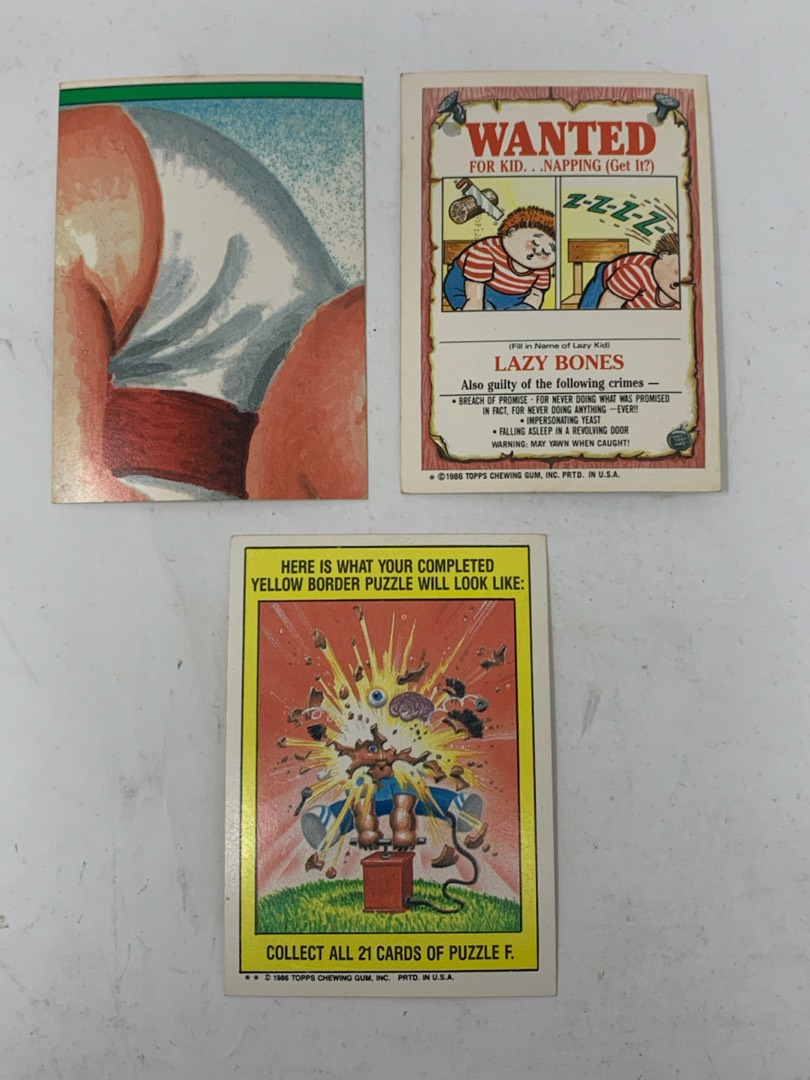 WANTED
FOR KID. . .NAPPING (Get It?)
Z-Z-Z-Z-
(Fill in Name of Lazy Kid)
LAZY BONES
Also guilty of the following crimes —
• BREACH OF PROMISE - FOR NEVER DOING WHAT WAS PROMISED
IN FACT, FOR NEVER DOING ANYTHING —EVER!!
• IMPERSONATING YEAST
• FALLING ASLEEP IN A REVOLVING DOOR
WARNING: MAY YAWN WHEN CAUGHT!
* ©1986 TOPPS CHEWING GUM, INC. PRTD. IN U.S.A.
HERE IS WHAT YOUR COMPLETED
YELLOW BORDER PUZZLE WILL LOOK LIKE:
COLLECT ALL 21 CARDS OF PUZZLE F.
* * © 1986 TOPPS CHEWING GUM, INC. PRTD. IN U.S.A.